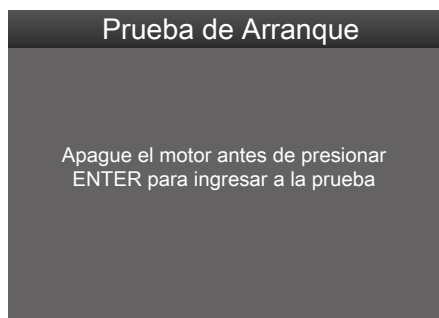 Prueba de Arranque
Apague el motor antes de presionar
ENTER para ingresar a la prueba